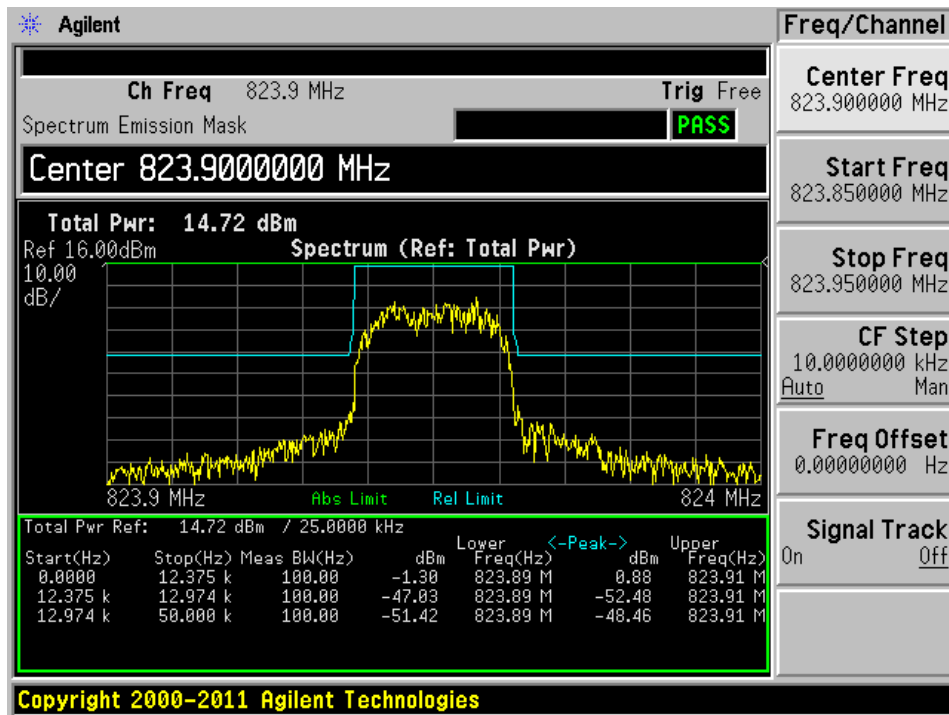 Agilent
Freq/Channel
Ch Freq 823.9 MHz Trig Free
Spectrum Emission Mask PASS
Center 823.9000000 MHz
Total Pwr: 14.72 dBm
Ref 16.00dBm Spectrum (Ref: Total Pwr)
10.00
dB/
823.9 MHz Abs Limit Rel Limit 824 MHz
Total Pwr Ref: 14.72 dBm / 25.0000 kHz
Lower <-Peak-> Upper
Start(Hz) Stop(Hz) Meas BW(Hz) dBm Freq(Hz) dBm Freq(Hz)
0.0000 12.375 k 100.00 -1.30 823.89 M 0.88 823.91 M
12.375 k 12.974 k 100.00 -47.03 823.89 M -52.48 823.91 M
12.974 k 50.000 k 100.00 -51.42 823.89 M -48.46 823.91 M
Center Freq
823.900000 MHz
Start Freq
823.850000 MHz
Stop Freq
823.950000 MHz
CF Step
10.0000000 kHz
Auto Man
Freq Offset
0.00000000 Hz
Signal Track
On Off
Copyright 2000-2011 Agilent Technologies